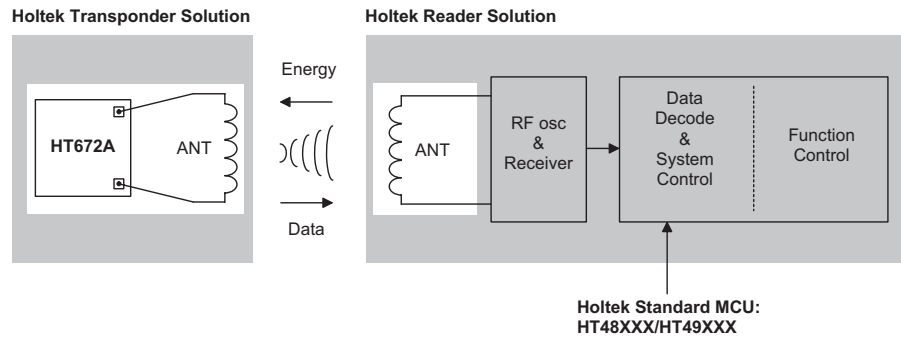 Holtek Transponder Solution
Holtek Reader Solution
Energy
HT672A
ANT
Data
ANT
RF osc
&
Receiver
Data
Decode
&
System
Control
Function
Control
Holtek Standard MCU:
HT48XXX/HT49XXX